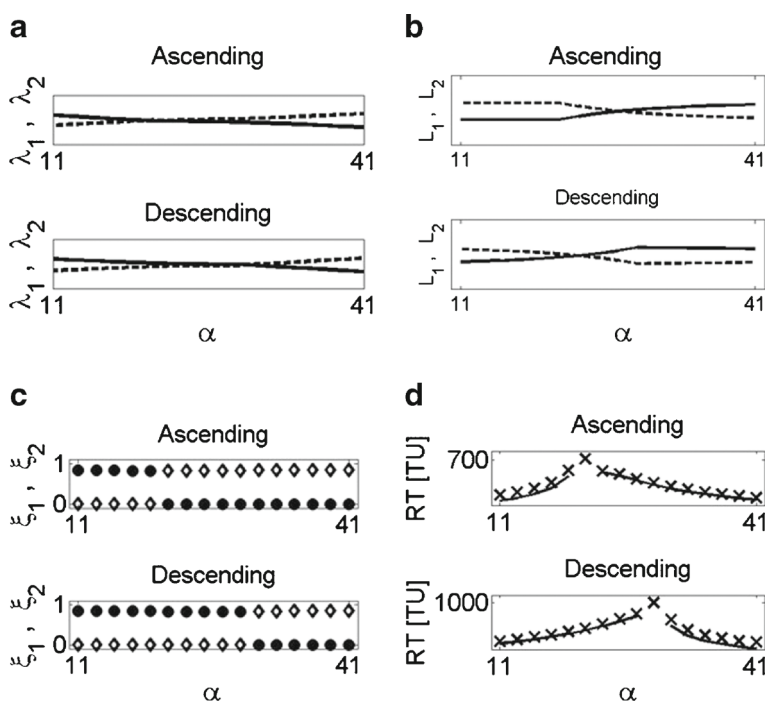 a
Ascending
λ1 , λ2
11
41
Descending
λ1 , λ2
11
41
α
b
Ascending
L1 , L2
11
41
Descending
L1 , L2
11
41
α
c
Ascending
ξ1 , ξ2
1
0
11
41
Descending
ξ1 , ξ2
1
0
11
41
α
d
Ascending
RT [TU]
700
11
41
Descending
RT [TU]
1000
11
41
α